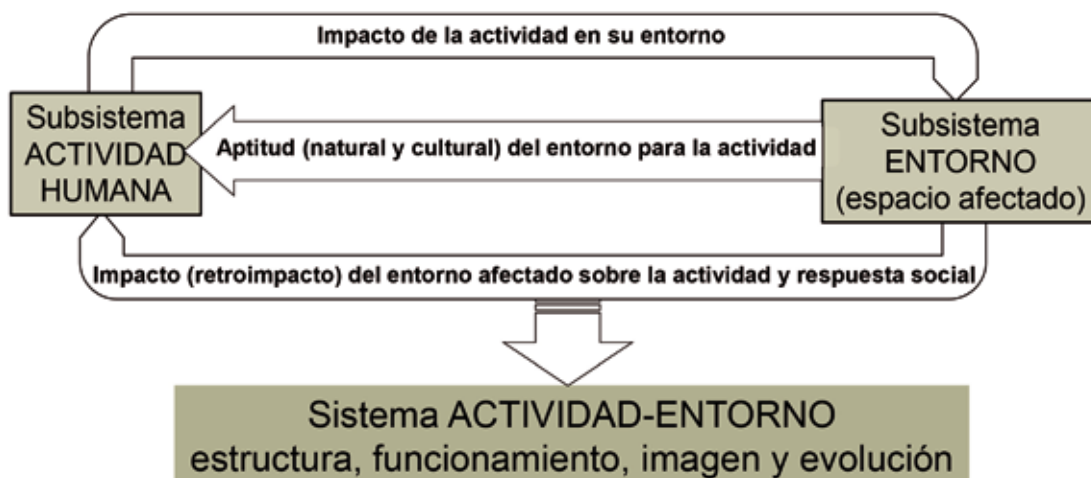 Impacto de la actividad en su entorno
Subsistema
ACTIVIDAD
HUMANA
Aptitud (natural y cultural) del entorno para la actividad
Subsistema
ENTORNO
(espacio afectado)
Impacto (retroimpacto) del entorno afectado sobre la actividad y respuesta social
Sistema ACTIVIDAD-ENTORNO
estructura, funcionamiento, imagen y evolución